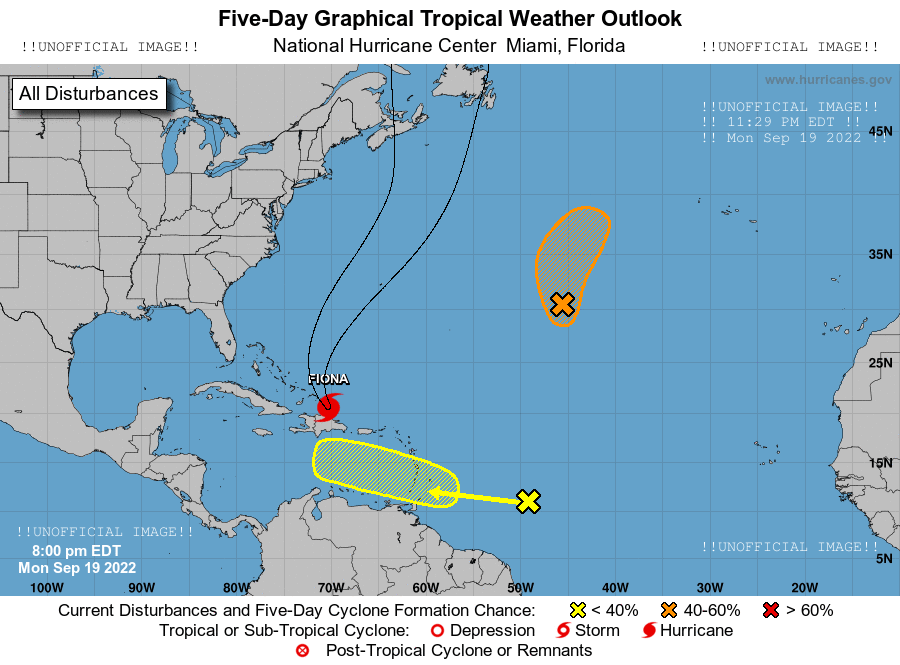 Five-Day Graphical Tropical Weather Outlook
!!UNOFFICIAL IMAGE!! National Hurricane Center Miami, Florida !!UNOFFICIAL IMAGE!!
www.hurricanes.gov
All Disturbances
!!UNOFFICIAL IMAGE!!
!! 11:29 PM EDT !!
!! Mon Sep 19 2022 !!
45N
35N
25N
FIONA
15N
!!UNOFFICIAL IMAGE!!
8:00 pm EDT
Mon Sep 19 2022
!!UNOFFICIAL IMAGE!!
5N
100W 90W 80W 70W 60W 50W 40W 30W 20W
Current Disturbances and Five-Day Cyclone Formation Chance: < 40% 40-60% > 60%
Tropical or Sub-Tropical Cyclone: Depression Storm Hurricane
Post-Tropical Cyclone or Remnants